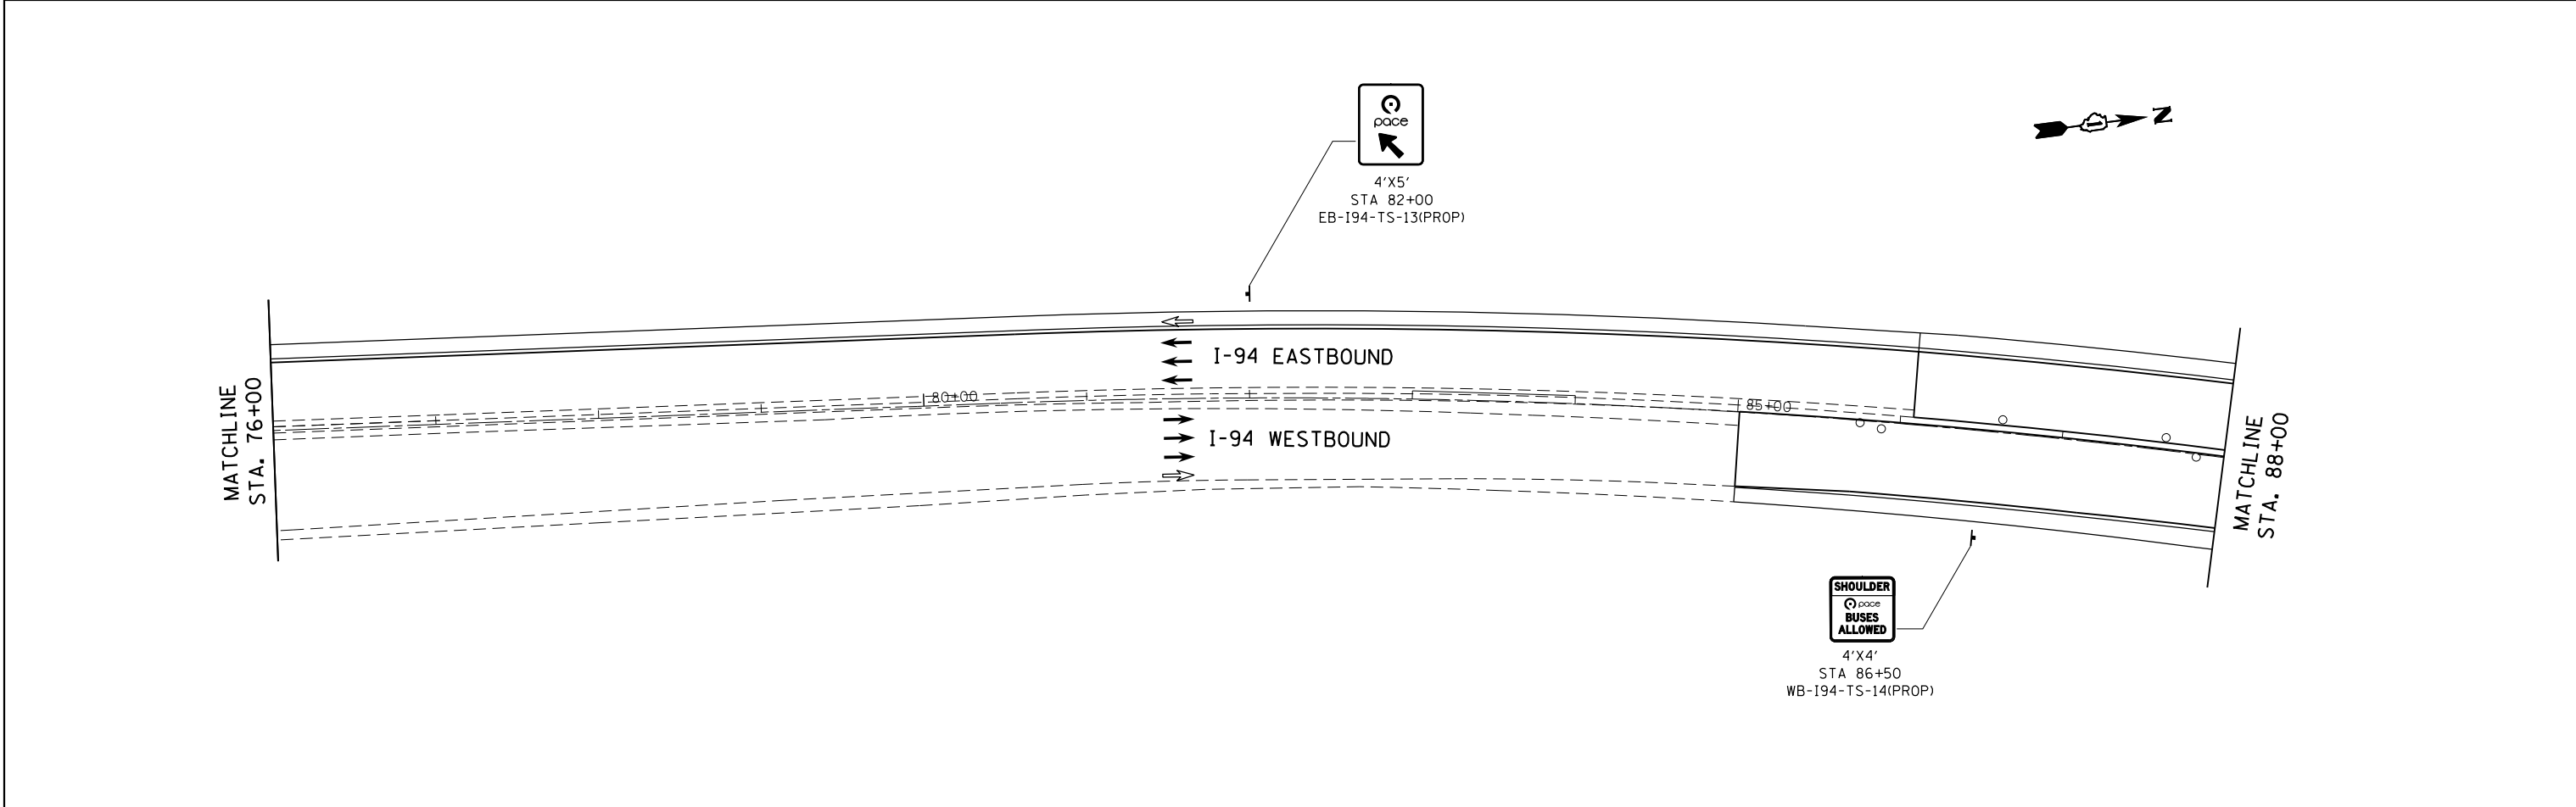 pace
4'X5'
STA 82+00
EB-I94-TS-13(PROP)
N
I-94 EASTBOUND
80+00
85+00
I-94 WESTBOUND
MATCHLINE
STA. 76+00
MATCHLINE
STA. 88+00
SHOULDER
pace
BUSES
ALLOWED
4'X4'
STA 86+50
WB-I94-TS-14(PROP)